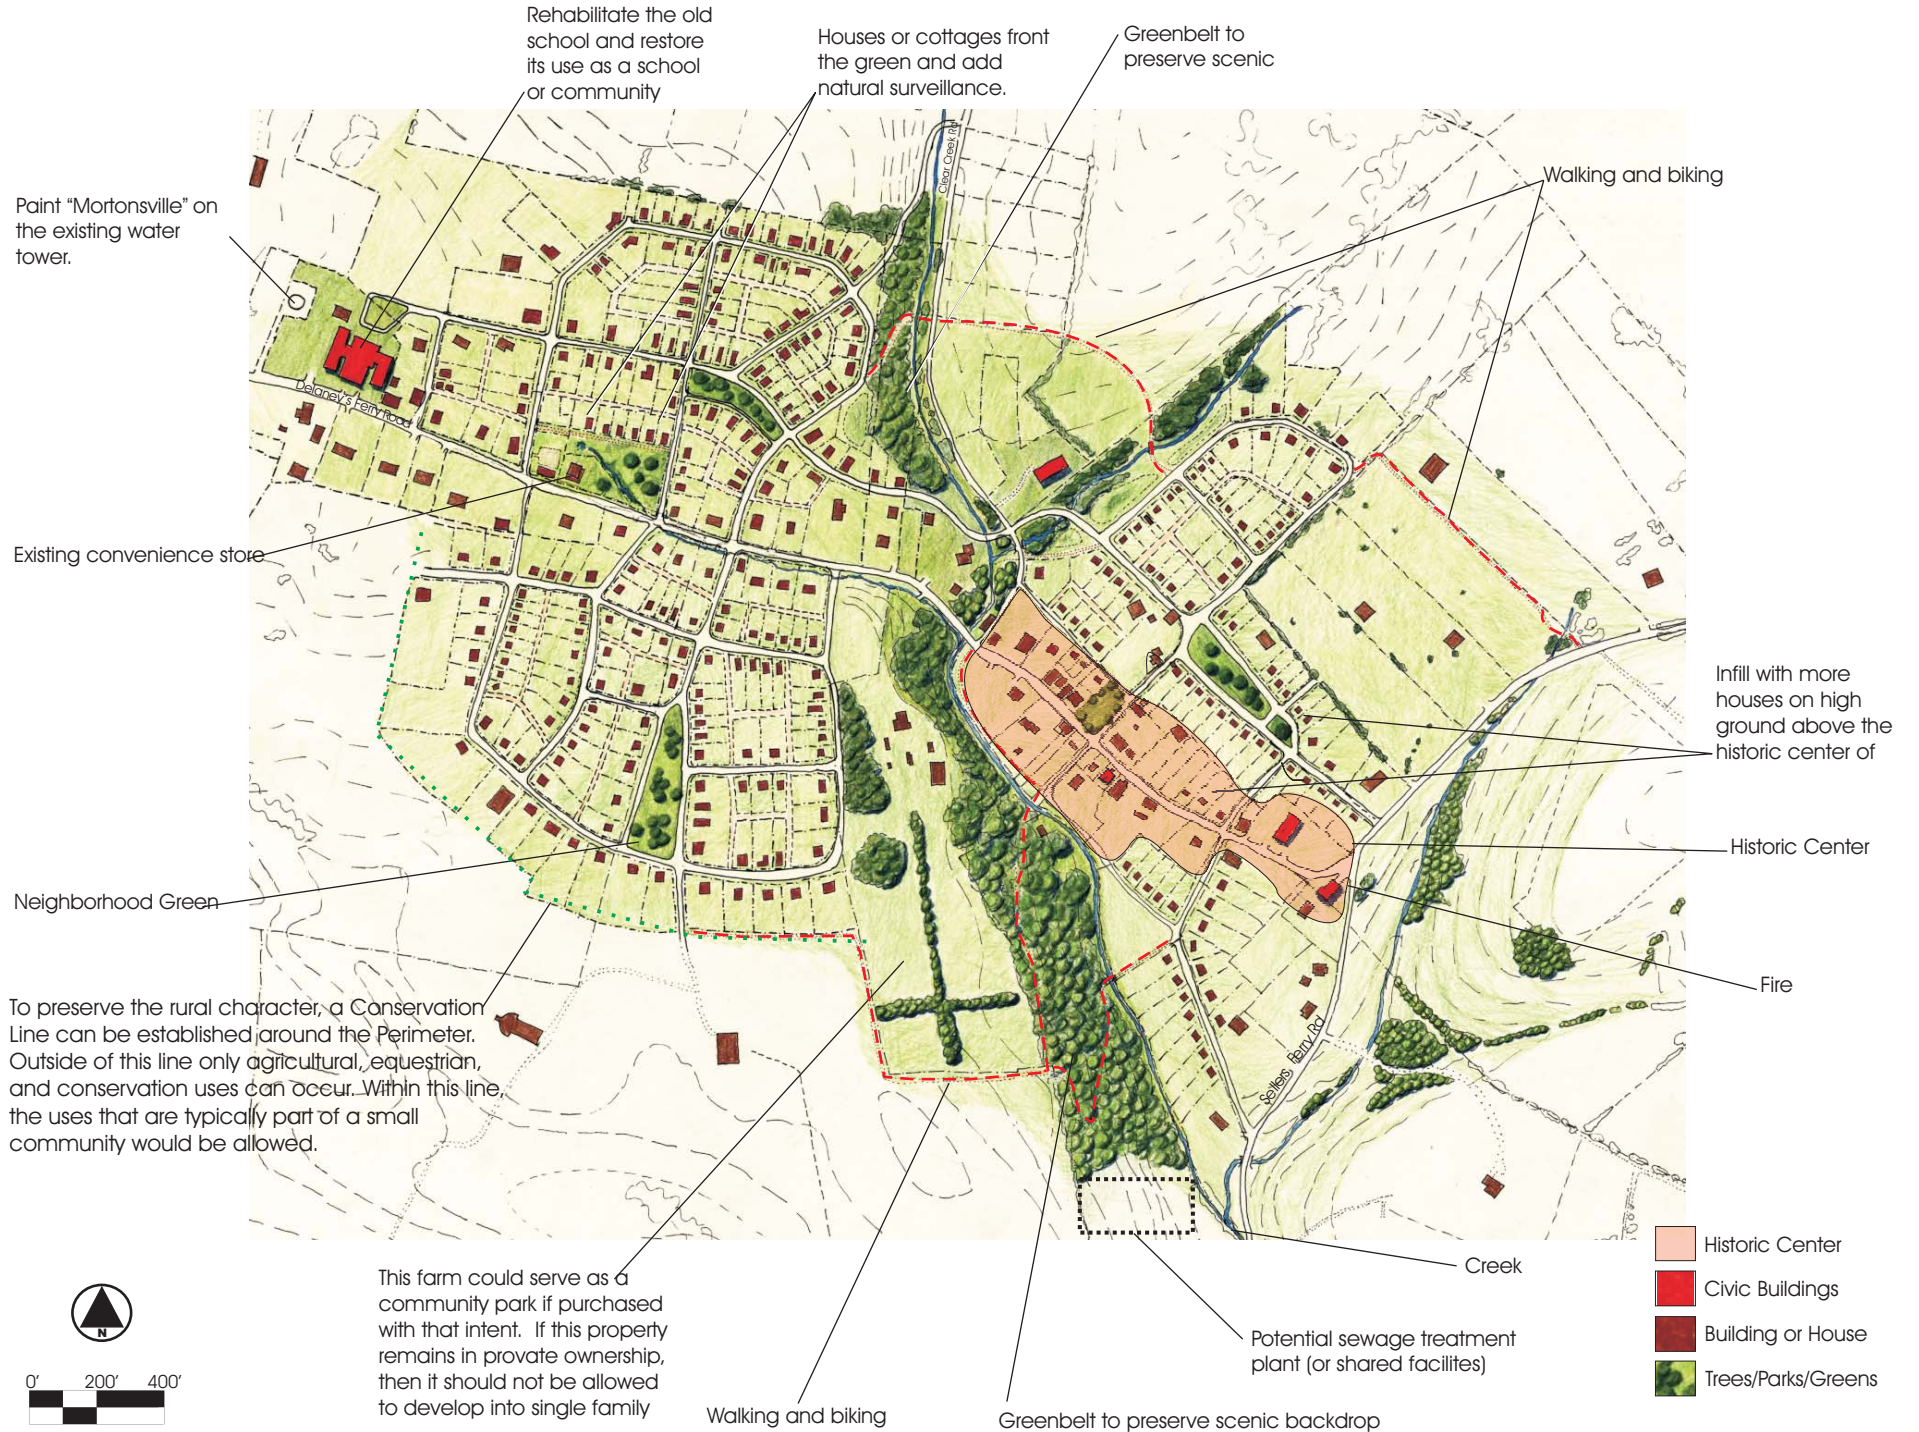 Rehabilitate the old
school and restore
its use as a school
or community
Houses or cottages front
the green and add
natural surveillance.
Greenbelt to
preserve scenic
Walking and biking
Paint “Mortonsville” on
the existing water
tower.
Clear Creek Rd
Delaney's Ferry Road
Existing convenience store
Infill with more
houses on high
ground above the
historic center of
Historic Center
Neighborhood Green
Fire
To preserve the rural character, a Conservation
Line can be established around the Perimeter.
Outside of this line only agricultural, equestrian,
and conservation uses can occur. Within this line,
the uses that are typically part of a small
community would be allowed.
Sellers Ferry Rd
Creek
This farm could serve as a
community park if purchased
with that intent.  If this property
remains in provate ownership,
then it should not be allowed
to develop into single family
Walking and biking
Greenbelt to preserve scenic backdrop
Potential sewage treatment
plant (or shared facilites)
Historic Center
Civic Buildings
Building or House
Trees/Parks/Greens
N
0' 200' 400'